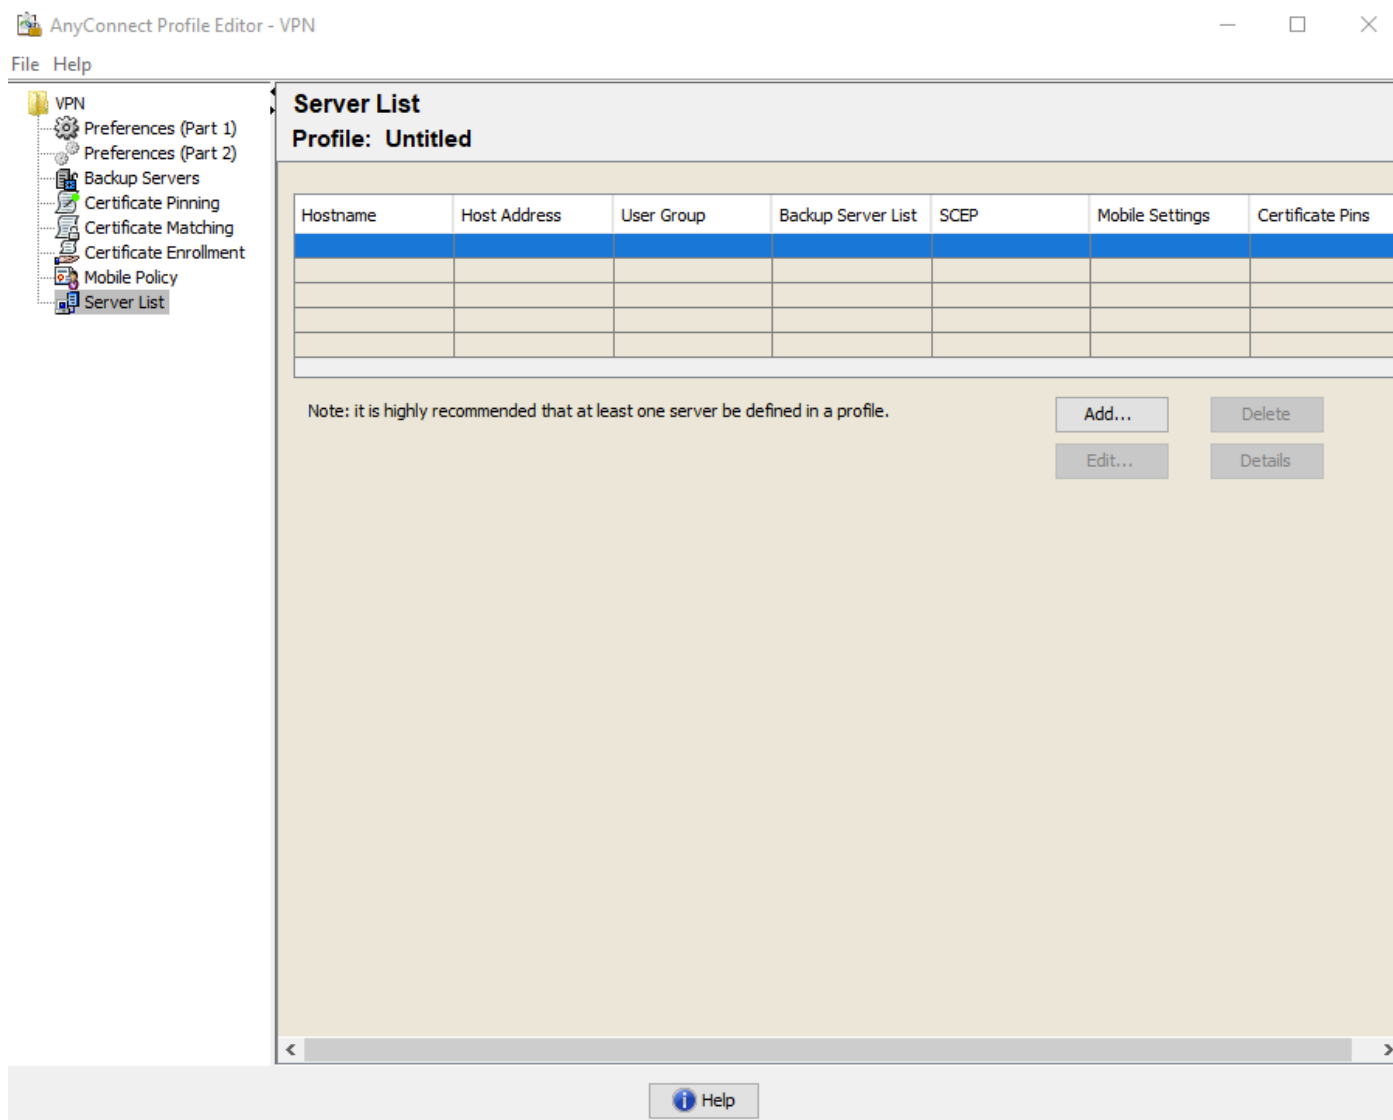 AnyConnect Profile Editor - VPN
File Help
VPN
Preferences (Part 1)
Preferences (Part 2)
Backup Servers
Certificate Pinning
Certificate Matching
Certificate Enrollment
Mobile Policy
Server List
Server List
Profile: Untitled
Hostname Host Address User Group Backup Server List SCEP Mobile Settings Certificate Pins
Note: it is highly recommended that at least one server be defined in a profile.
Add... Delete
Edit... Details
Help